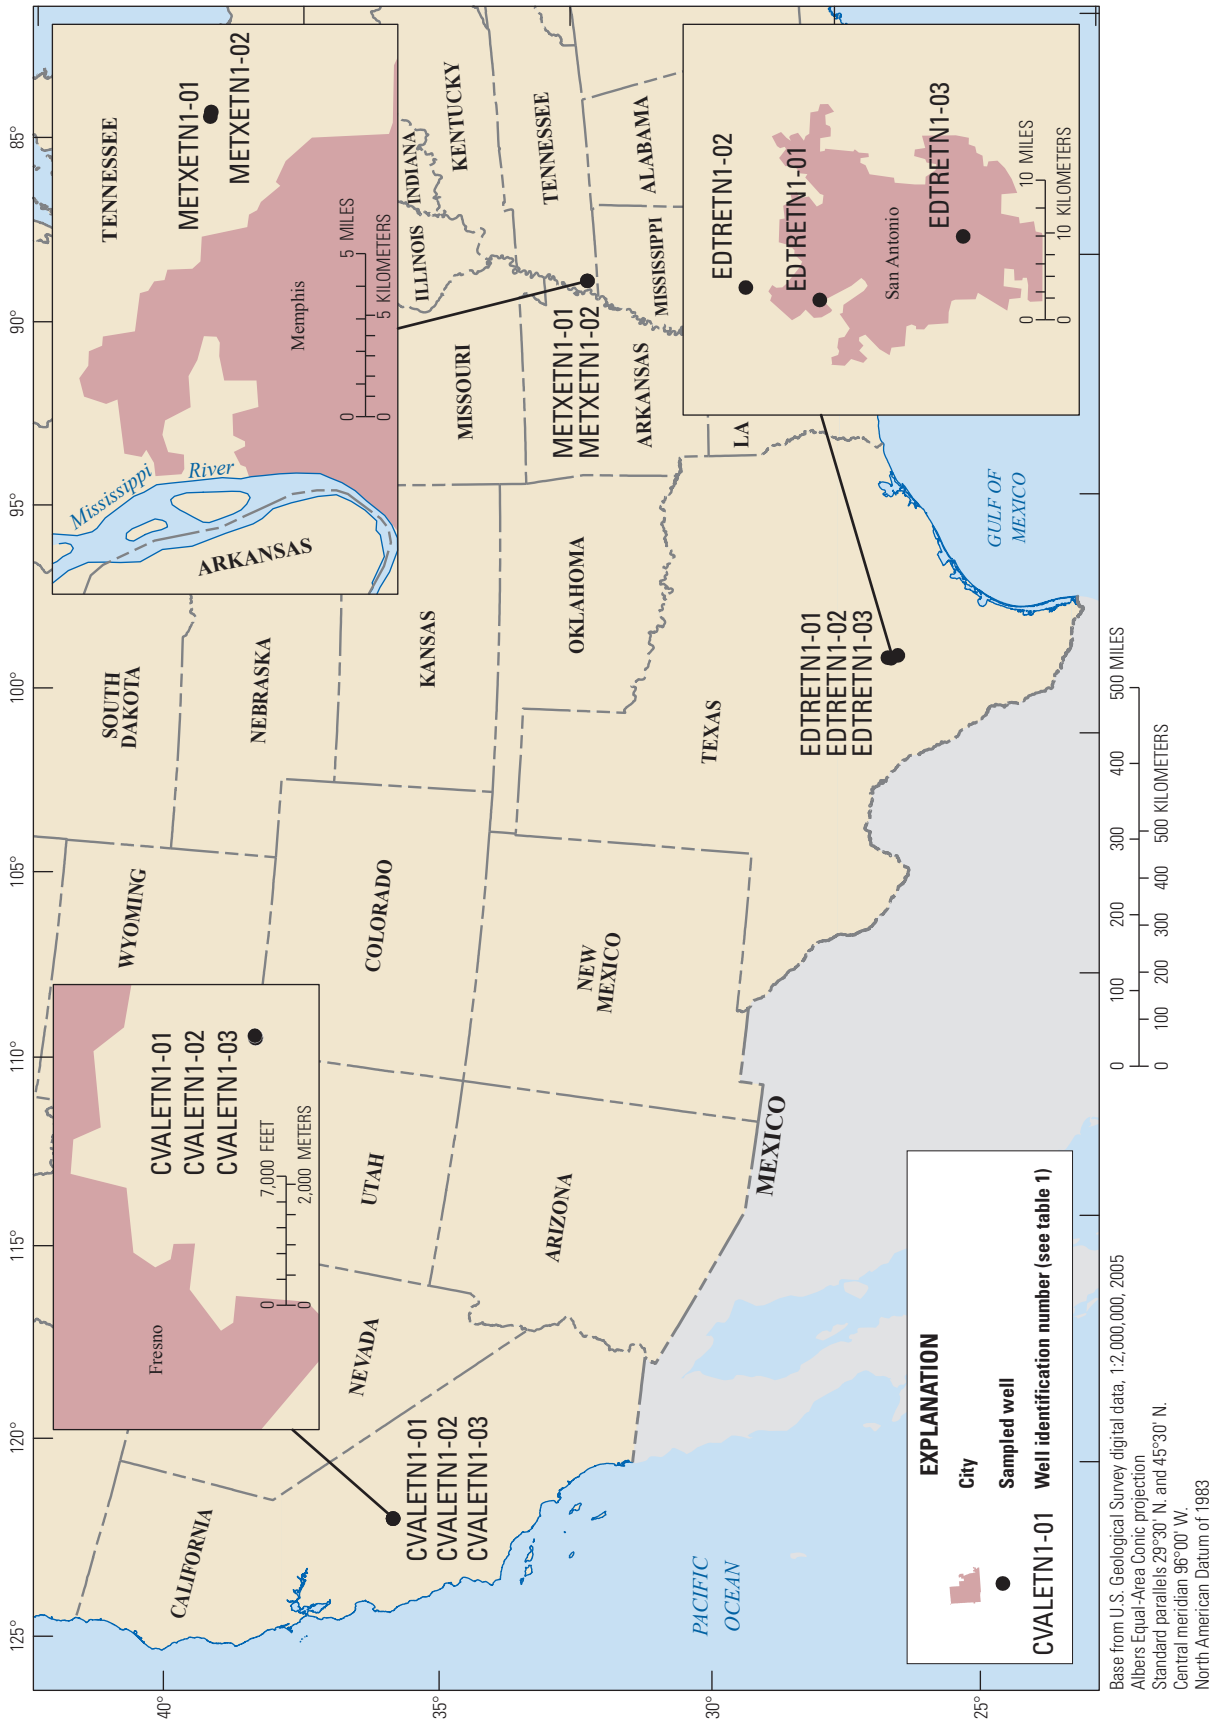 125°
120°
115°
110°
105°
100°
95°
90°
85°
40°
35°
30°
25°
Fresno
CVALETN1-01
CVALETN1-02
CVALETN1-03
0
7,000 FEET
0
2,000 METERS
TENNESSEE
METXETN1-01
METXETN1-02
Memphis
Mississippi
River
ARKANSAS
0
5 MILES
0
5 KILOMETERS
CALIFORNIA
NEVADA
UTAH
WYOMING
SOUTH
DAKOTA
NEBRASKA
COLORADO
KANSAS
MISSOURI
ILLINOIS
INDIANA
KENTUCKY
TENNESSEE
CVALETN1-01
CVALETN1-02
CVALETN1-03
METXETN1-01
METXETN1-02
ARIZONA
NEW
MEXICO
OKLAHOMA
ARKANSAS
MISSISSIPPI
ALABAMA
TEXAS
LA
MEXICO
EDTRETN1-01
EDTRETN1-02
EDTRETN1-03
EDTRETN1-02
EDTRETN1-01
San Antonio
EDTRETN1-03
0
10 MILES
0
10 KILOMETERS
PACIFIC
OCEAN
GULF OF
MEXICO
EXPLANATION
City
Sampled well
CVALETN1-01
Well identification number (see table 1)
0
100
200
300
400
500 MILES
0
100
200
300
400
500 KILOMETERS
Base from U.S. Geological Survey digital data, 1:2,000,000, 2005
Albers Equal-Area Conic projection
Standard parallels 29°30' N. and 45°30' N.
Central meridian 96°00' W.
North American Datum of 1983